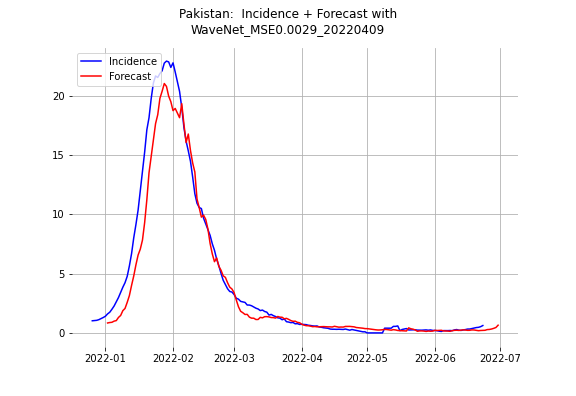 Pakistan:  Incidence + Forecast with
WaveNet_MSE0.0029_20220409
Incidence
Forecast
20
15
10
5
0
2022-01 2022-02 2022-03 2022-04 2022-05 2022-06 2022-07